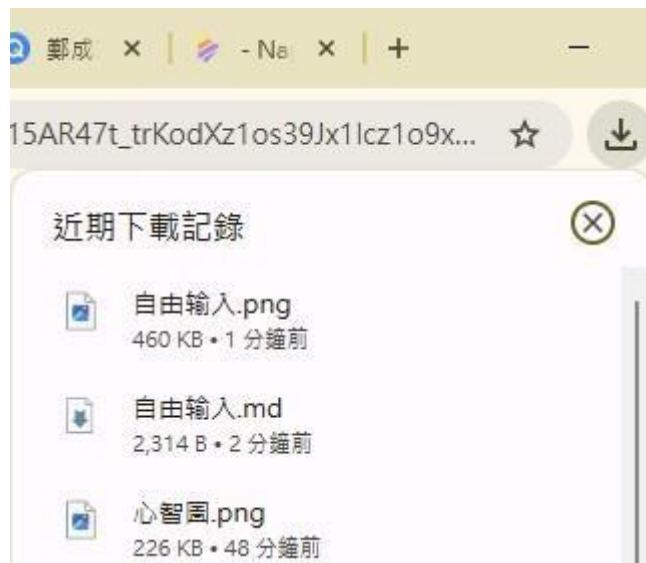 鄭成
- Na
15AR47t_trKodXz1os39Jx1lcz1o9x...
近期下載記錄
自由输入.png
460 KB • 1 分鐘前
自由输入.md
2,314 B • 2 分鐘前
心智圖.png
226 KB • 48 分鐘前